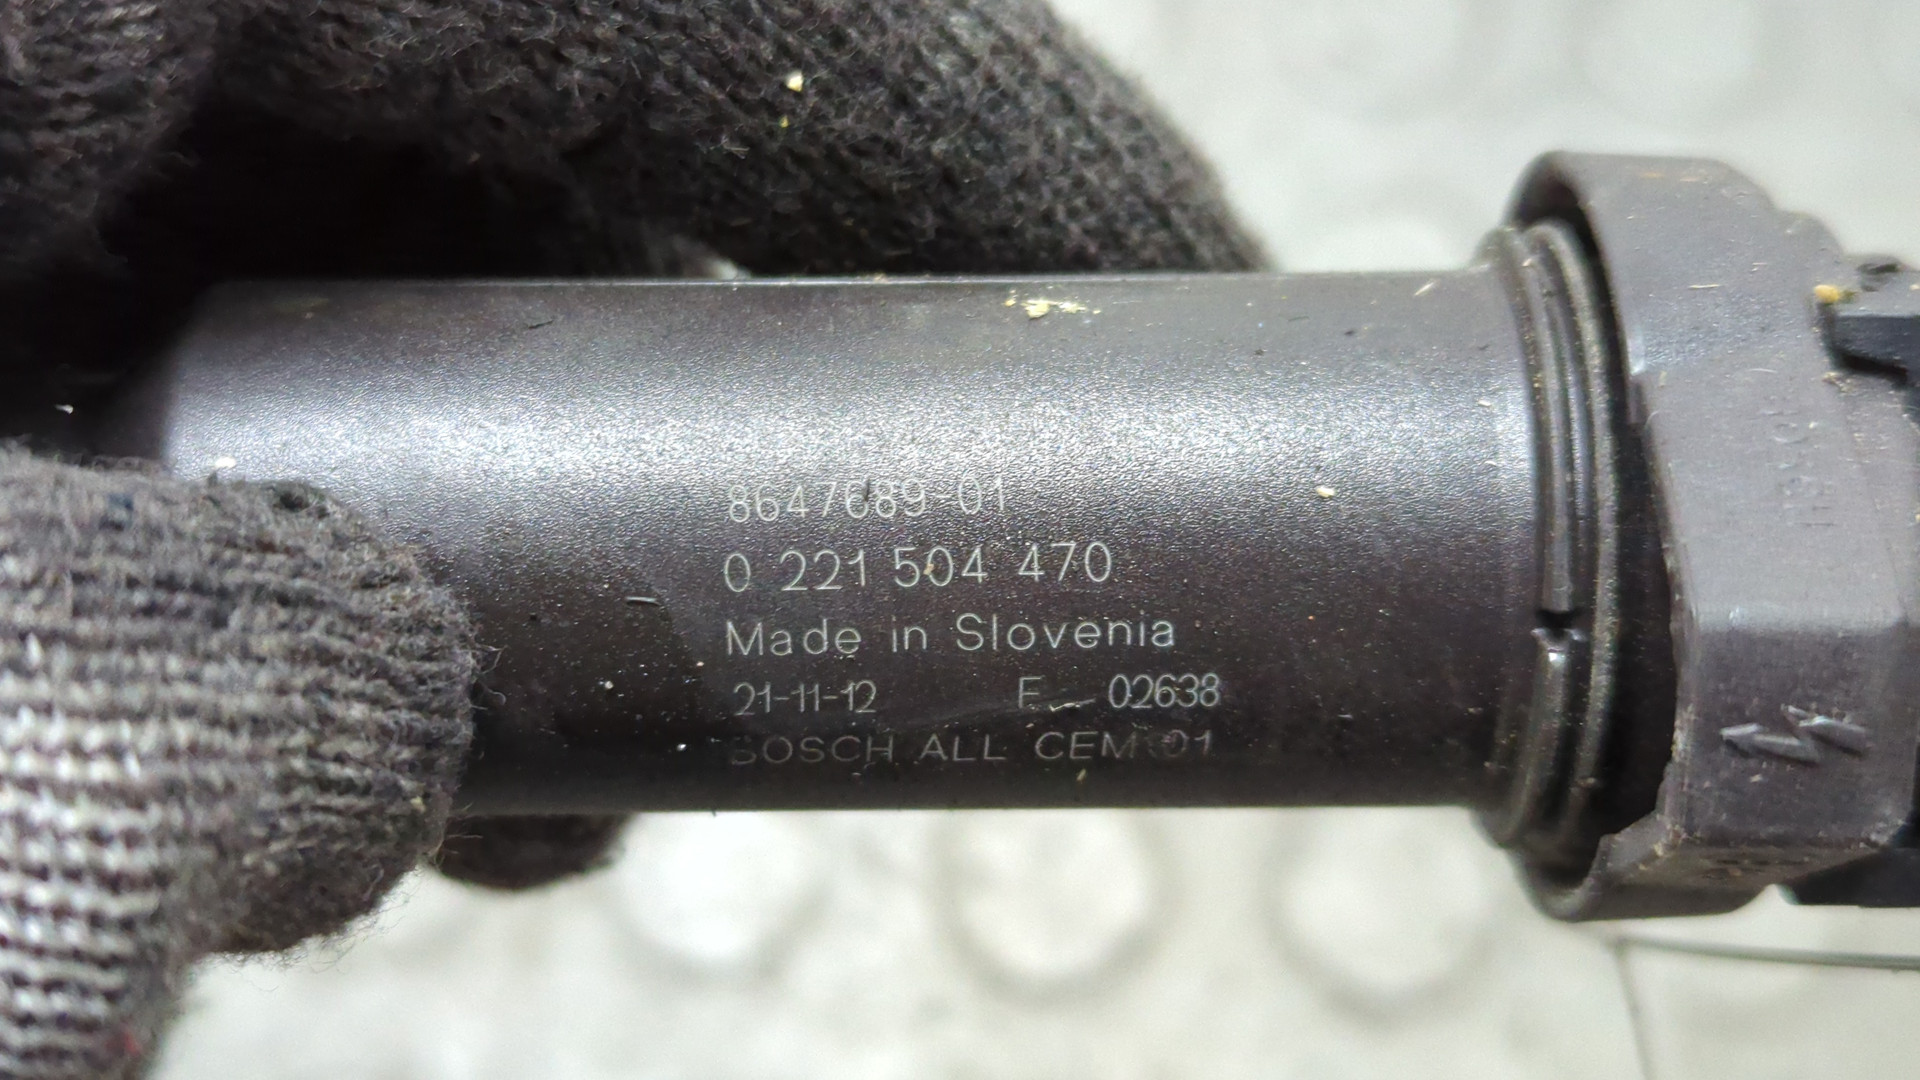 8647689-01
0 221 504 470
Made in Slovenia
21-11-12 F 02638
BOSCH ALL CEM 01